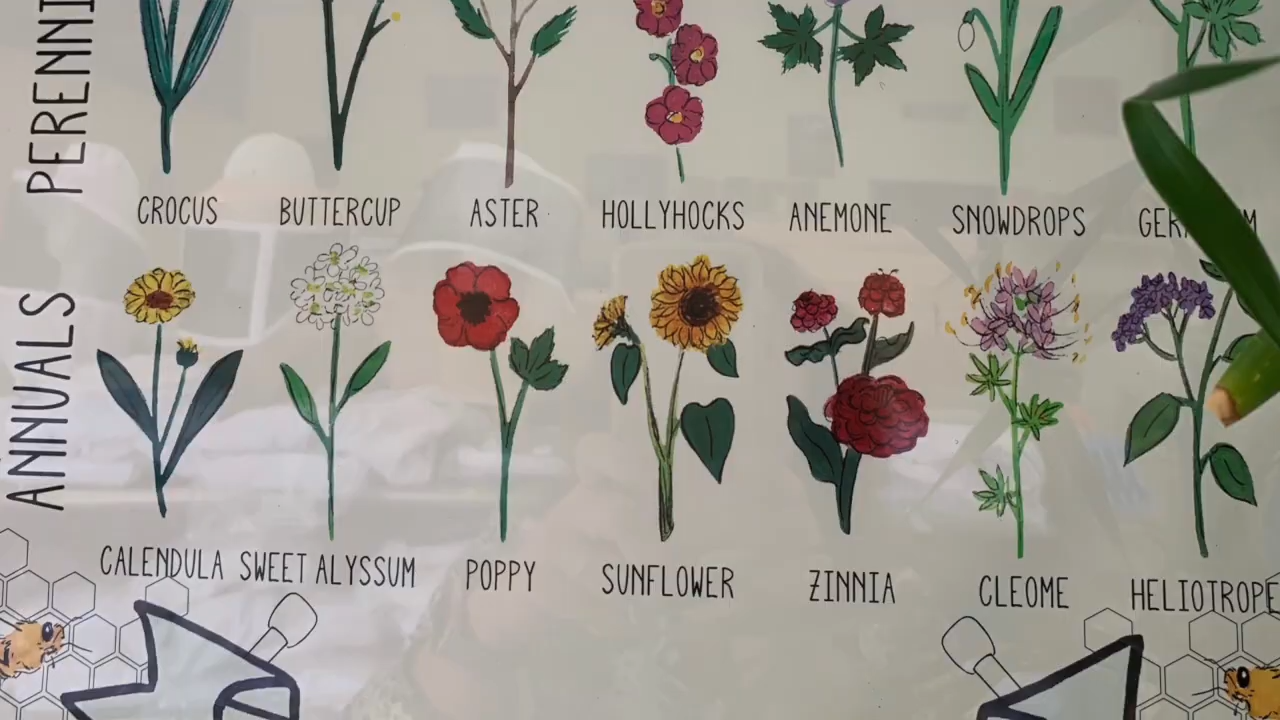 PERENNI
CROCUS BUTTERCUP ASTER HOLLYHOCKS ANEMONE SNOWDROPS
ANNUALS
CALENDULA SWEET ALYSSUM POPPY SUNFLOWER ZINNIA CLEOME HELIOTROPE